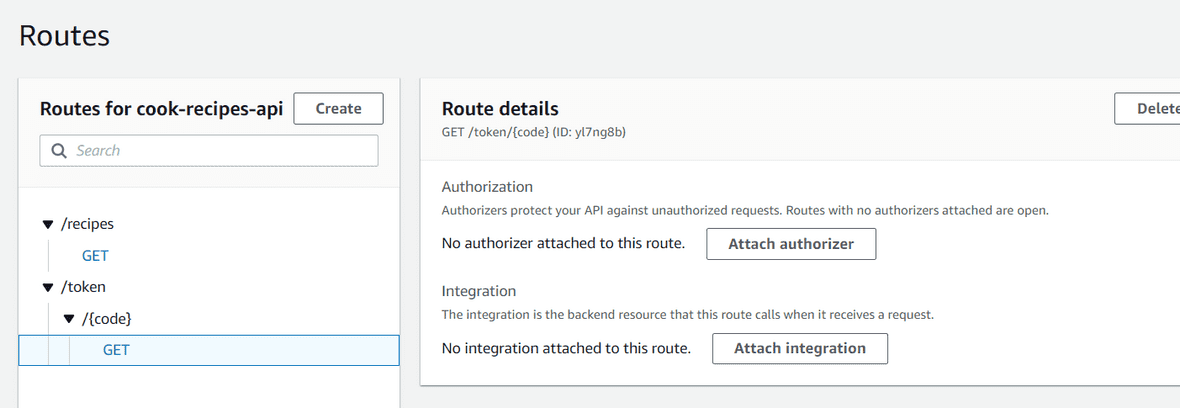 Routes
Routes for cook-recipes-api
Create
Search
/recipes
GET
/token
/{code}
GET
Route details
GET /token/{code} (ID: yl7ng8b)
Delete
Authorization
Authorizers protect your API against unauthorized requests. Routes with no authorizers attached are open.
No authorizer attached to this route.
Attach authorizer
Integration
The integration is the backend resource that this route calls when it receives a request.
No integration attached to this route.
Attach integration